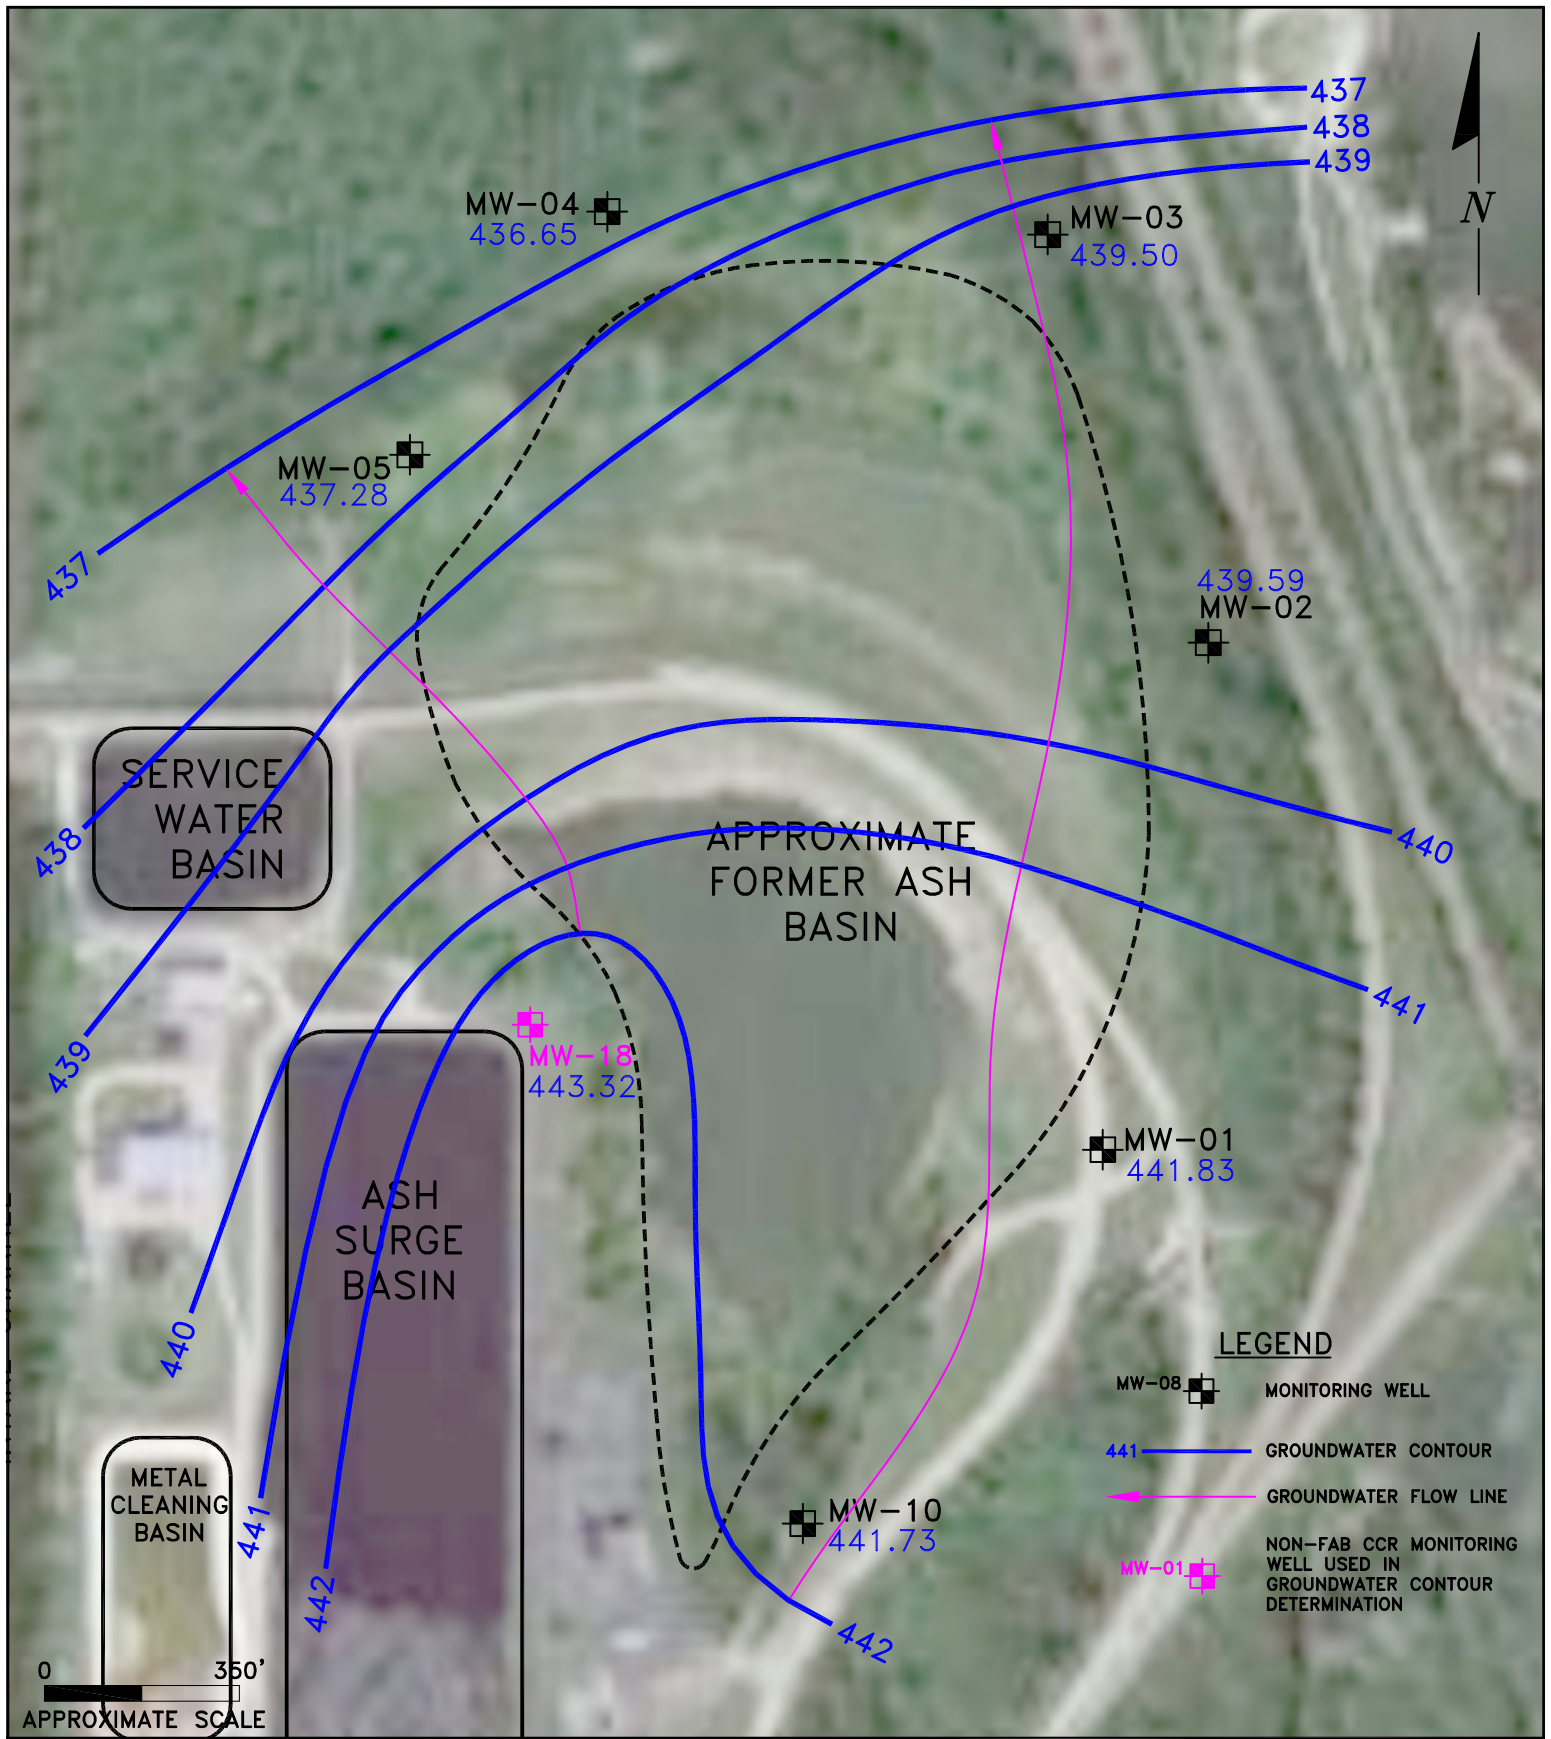 437
438
439
N
MW-04
436.65
MW-03
439.50
MW-05
437.28
437
439.59
MW-02
SERVICE
WATER
BASIN
438
APPROXIMATE
FORMER ASH
BASIN
440
441
439
MW-18
443.32
MW-01
441.83
ASH
SURGE
BASIN
440
LEGEND
MW-08
MONITORING WELL
441
GROUNDWATER CONTOUR
GROUNDWATER FLOW LINE
MW-01
NON-FAB CCR MONITORING
WELL USED IN
GROUNDWATER CONTOUR
DETERMINATION
METAL
CLEANING
BASIN
441
442
MW-10
441.73
442
0 350'
APPROXIMATE SCALE